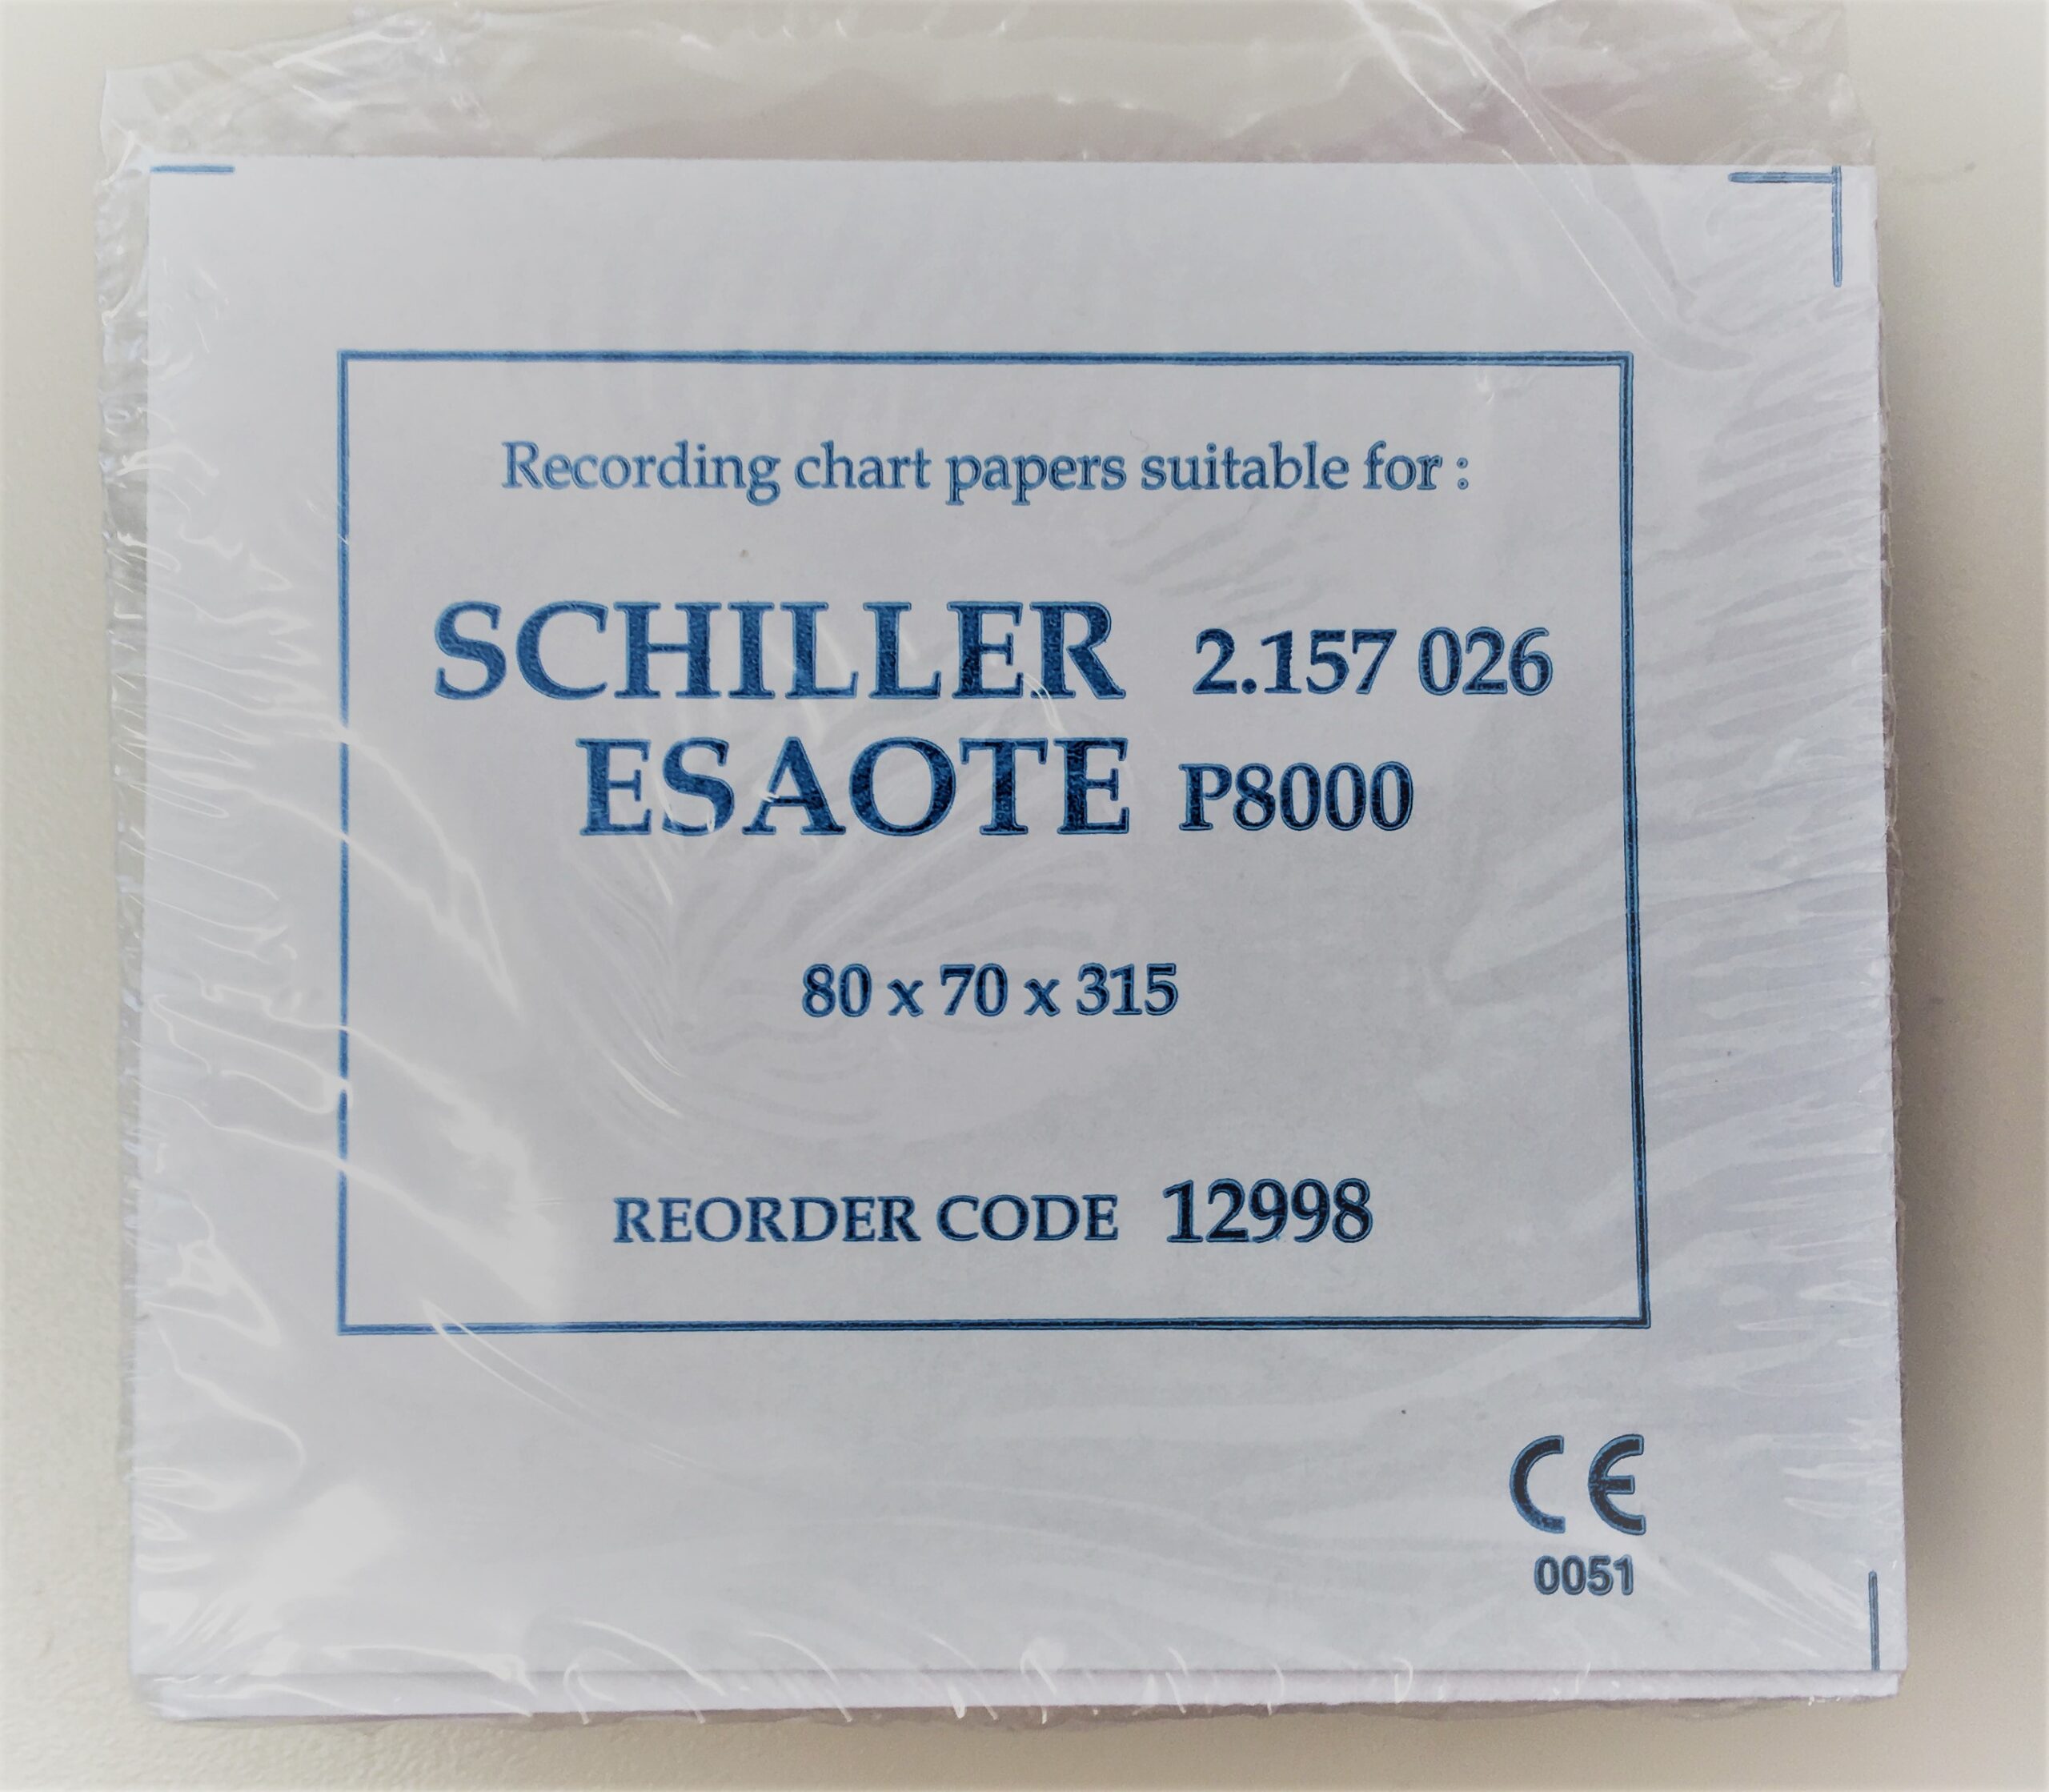 Recording chart papers suitable for :
SCHILLER 2.157 026
ESAOTE P8000
80 x 70 x 315
REORDER CODE 12998
CE
0051